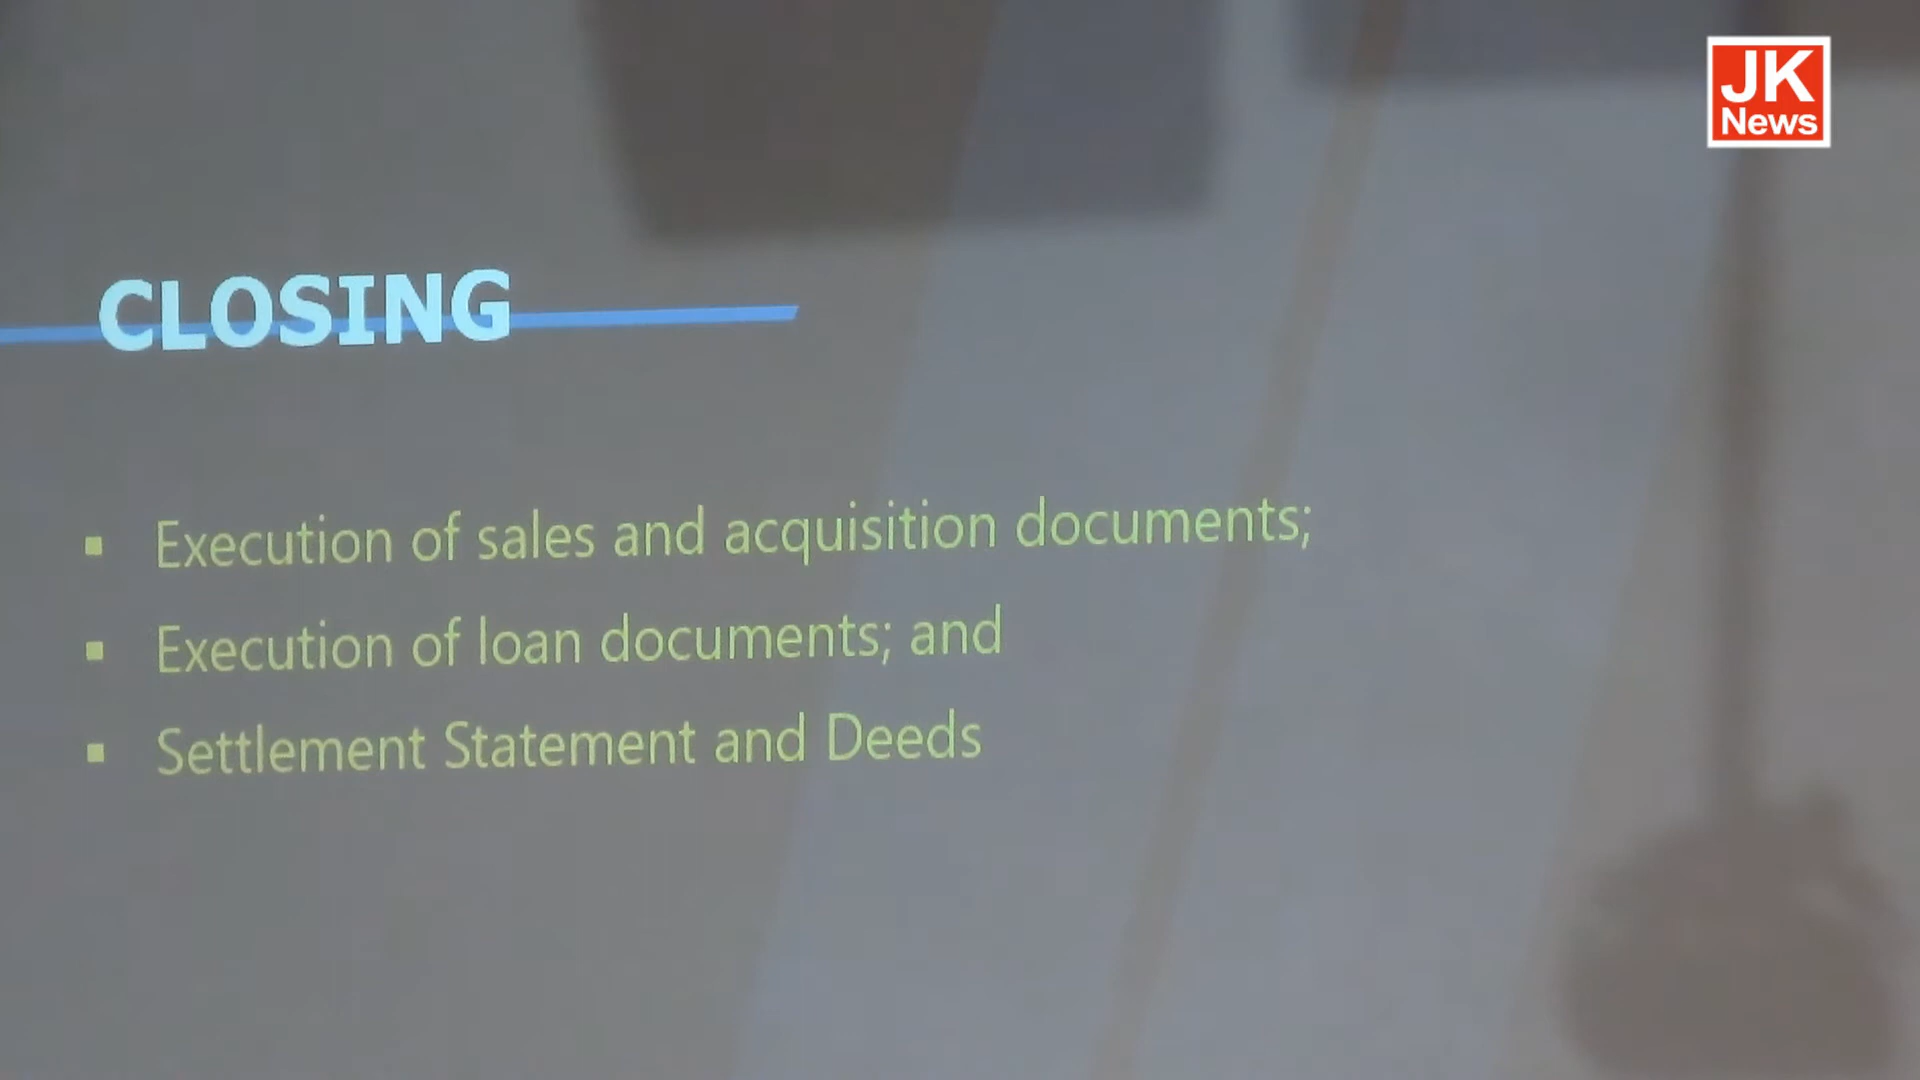 JK
News
CLOSING
▪ Execution of sales and acquisition documents;
▪ Execution of loan documents; and
▪ Settlement Statement and Deeds